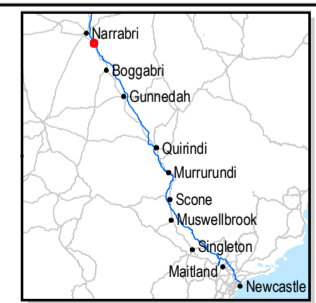 Narrabri
Boggabri
Gunnedah
Quirindi
Murrurundi
Scone
Muswellbrook
Singleton
Maitland
Newcastle